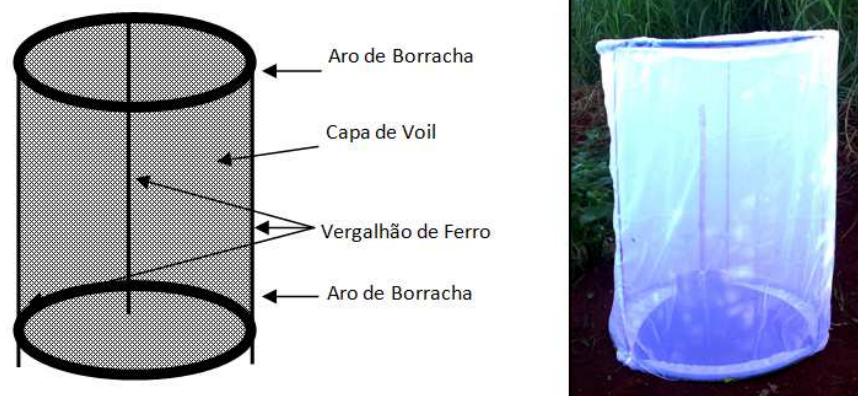 Aro de Borracha
Capa de Voil
Vergalhão de Ferro
Aro de Borracha